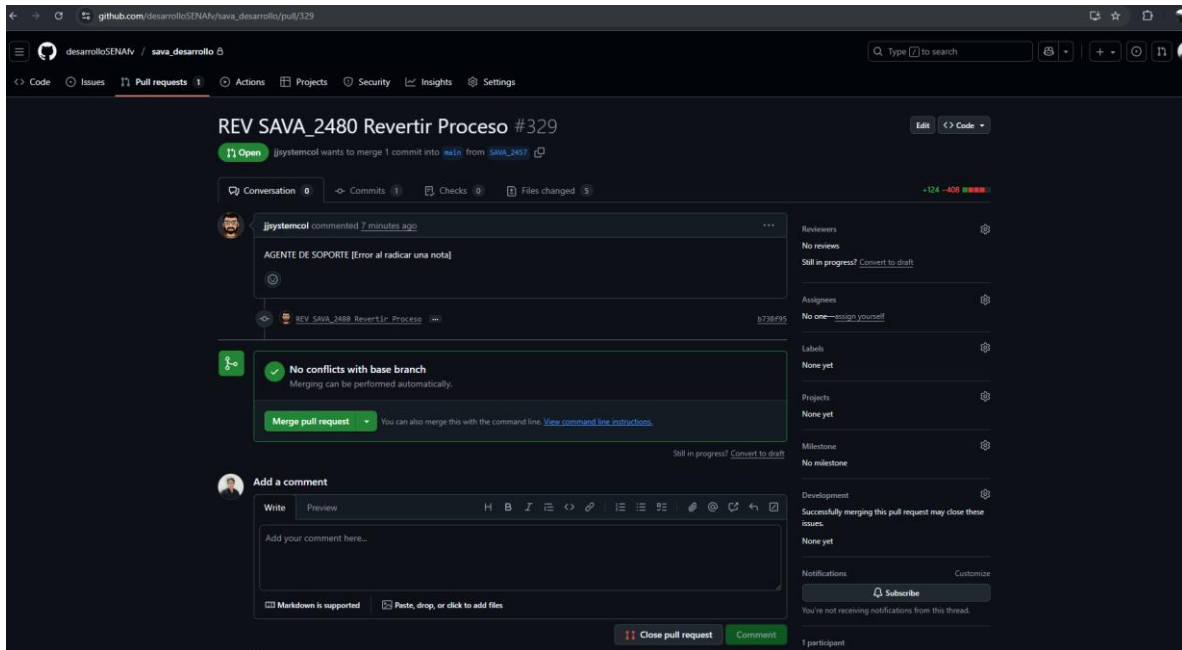 github.com/desarrolloSENAfv/sava_desarrollo/pull/329
desarrolloSENAfv / sava_desarrollo
Type / to search
Code Issues Pull requests 1 Actions Projects Security Insights Settings
REV SAVA_2480 Revertir Proceso #329
Edit Code
Open jjsystemcol wants to merge 1 commit into main from SAVA_2457
Conversation 0 Commits 1 Checks 0 Files changed 5
+124 −408
jjsystemcol commented 7 minutes ago
AGENTE DE SOPORTE [Error al radicar una nota]
REV SAVA_2480 Revertir Proceso
b738f95
No conflicts with base branch
Merging can be performed automatically.
Merge pull request
You can also merge this with the command line. View command line instructions.
Still in progress? Convert to draft
Add a comment
Write Preview
Add your comment here...
Markdown is supported
Paste, drop, or click to add files
Close pull request
Comment
Reviewers
No reviews
Still in progress? Convert to draft
Assignees
No one—assign yourself
Labels
None yet
Projects
None yet
Milestone
No milestone
Development
Successfully merging this pull request may close these
issues.
None yet
Notifications
Customize
Subscribe
You're not receiving notifications from this thread.
1 participant